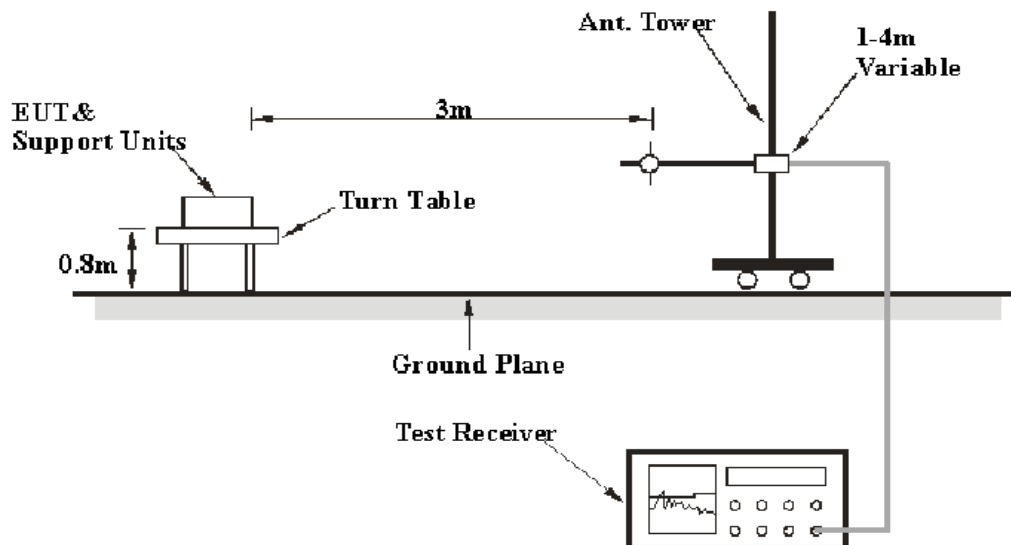 Ant. Tower
1-4m
Variable
EUT&
Support Units
3m
Turn Table
0.8m
Ground Plane
Test Receiver